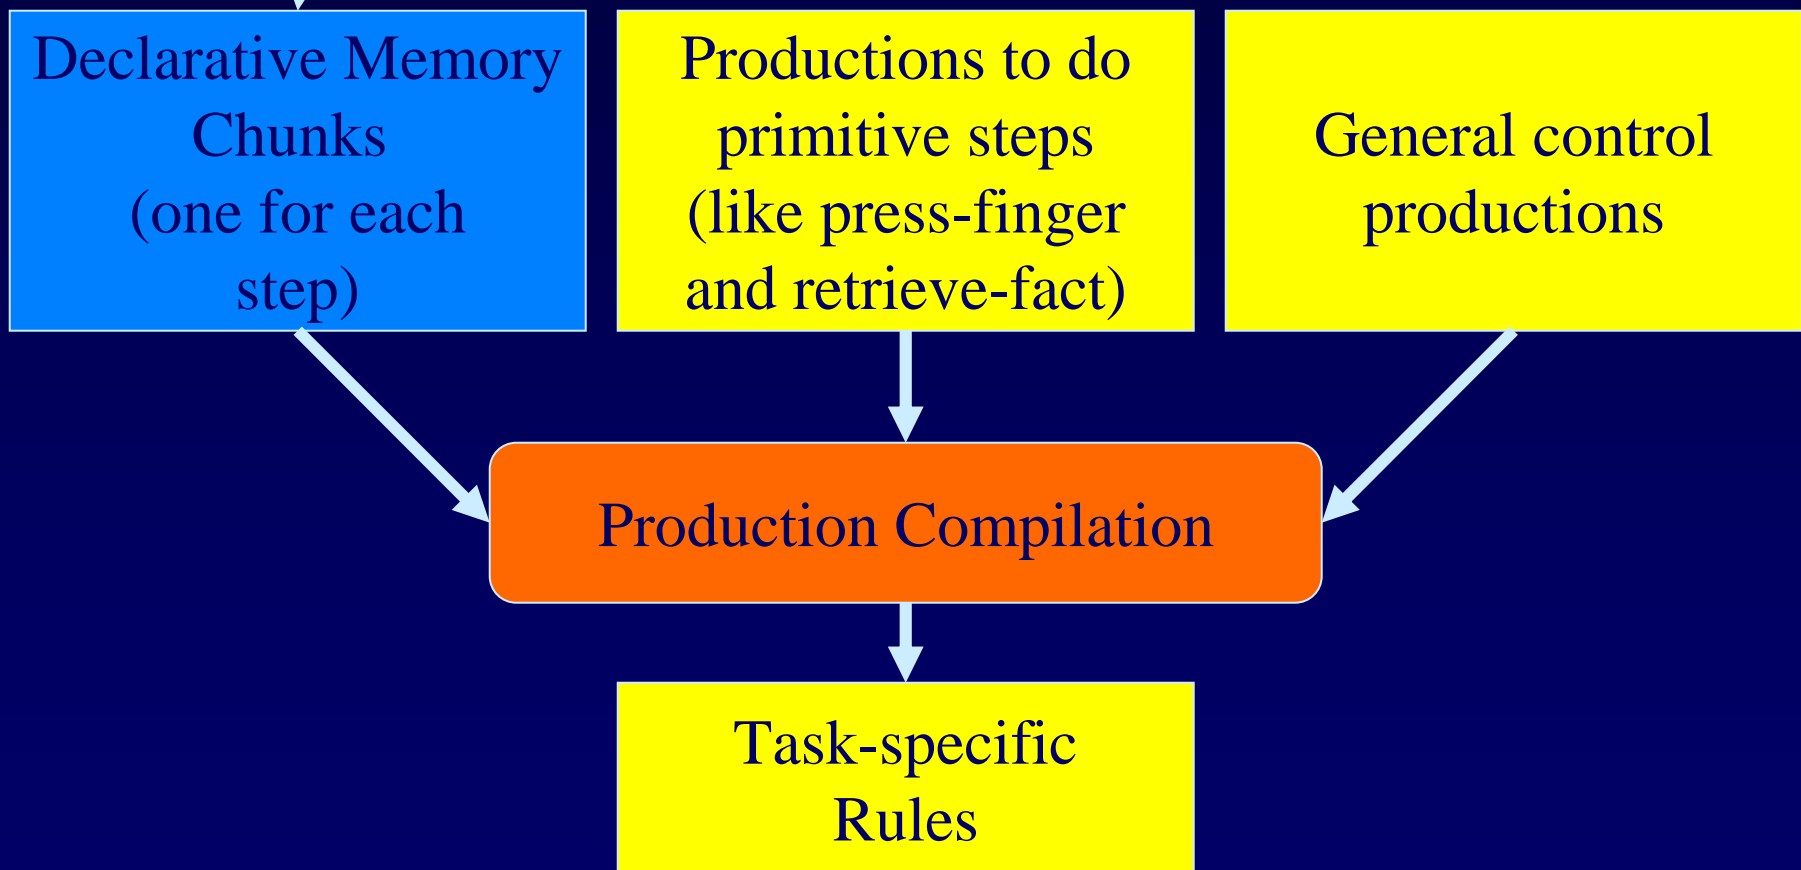 Declarative Memory
Chunks
(one for each
step)
Productions to do
primitive steps
(like press-finger
and retrieve-fact)
General control
productions
Production Compilation
Task-specific
Rules